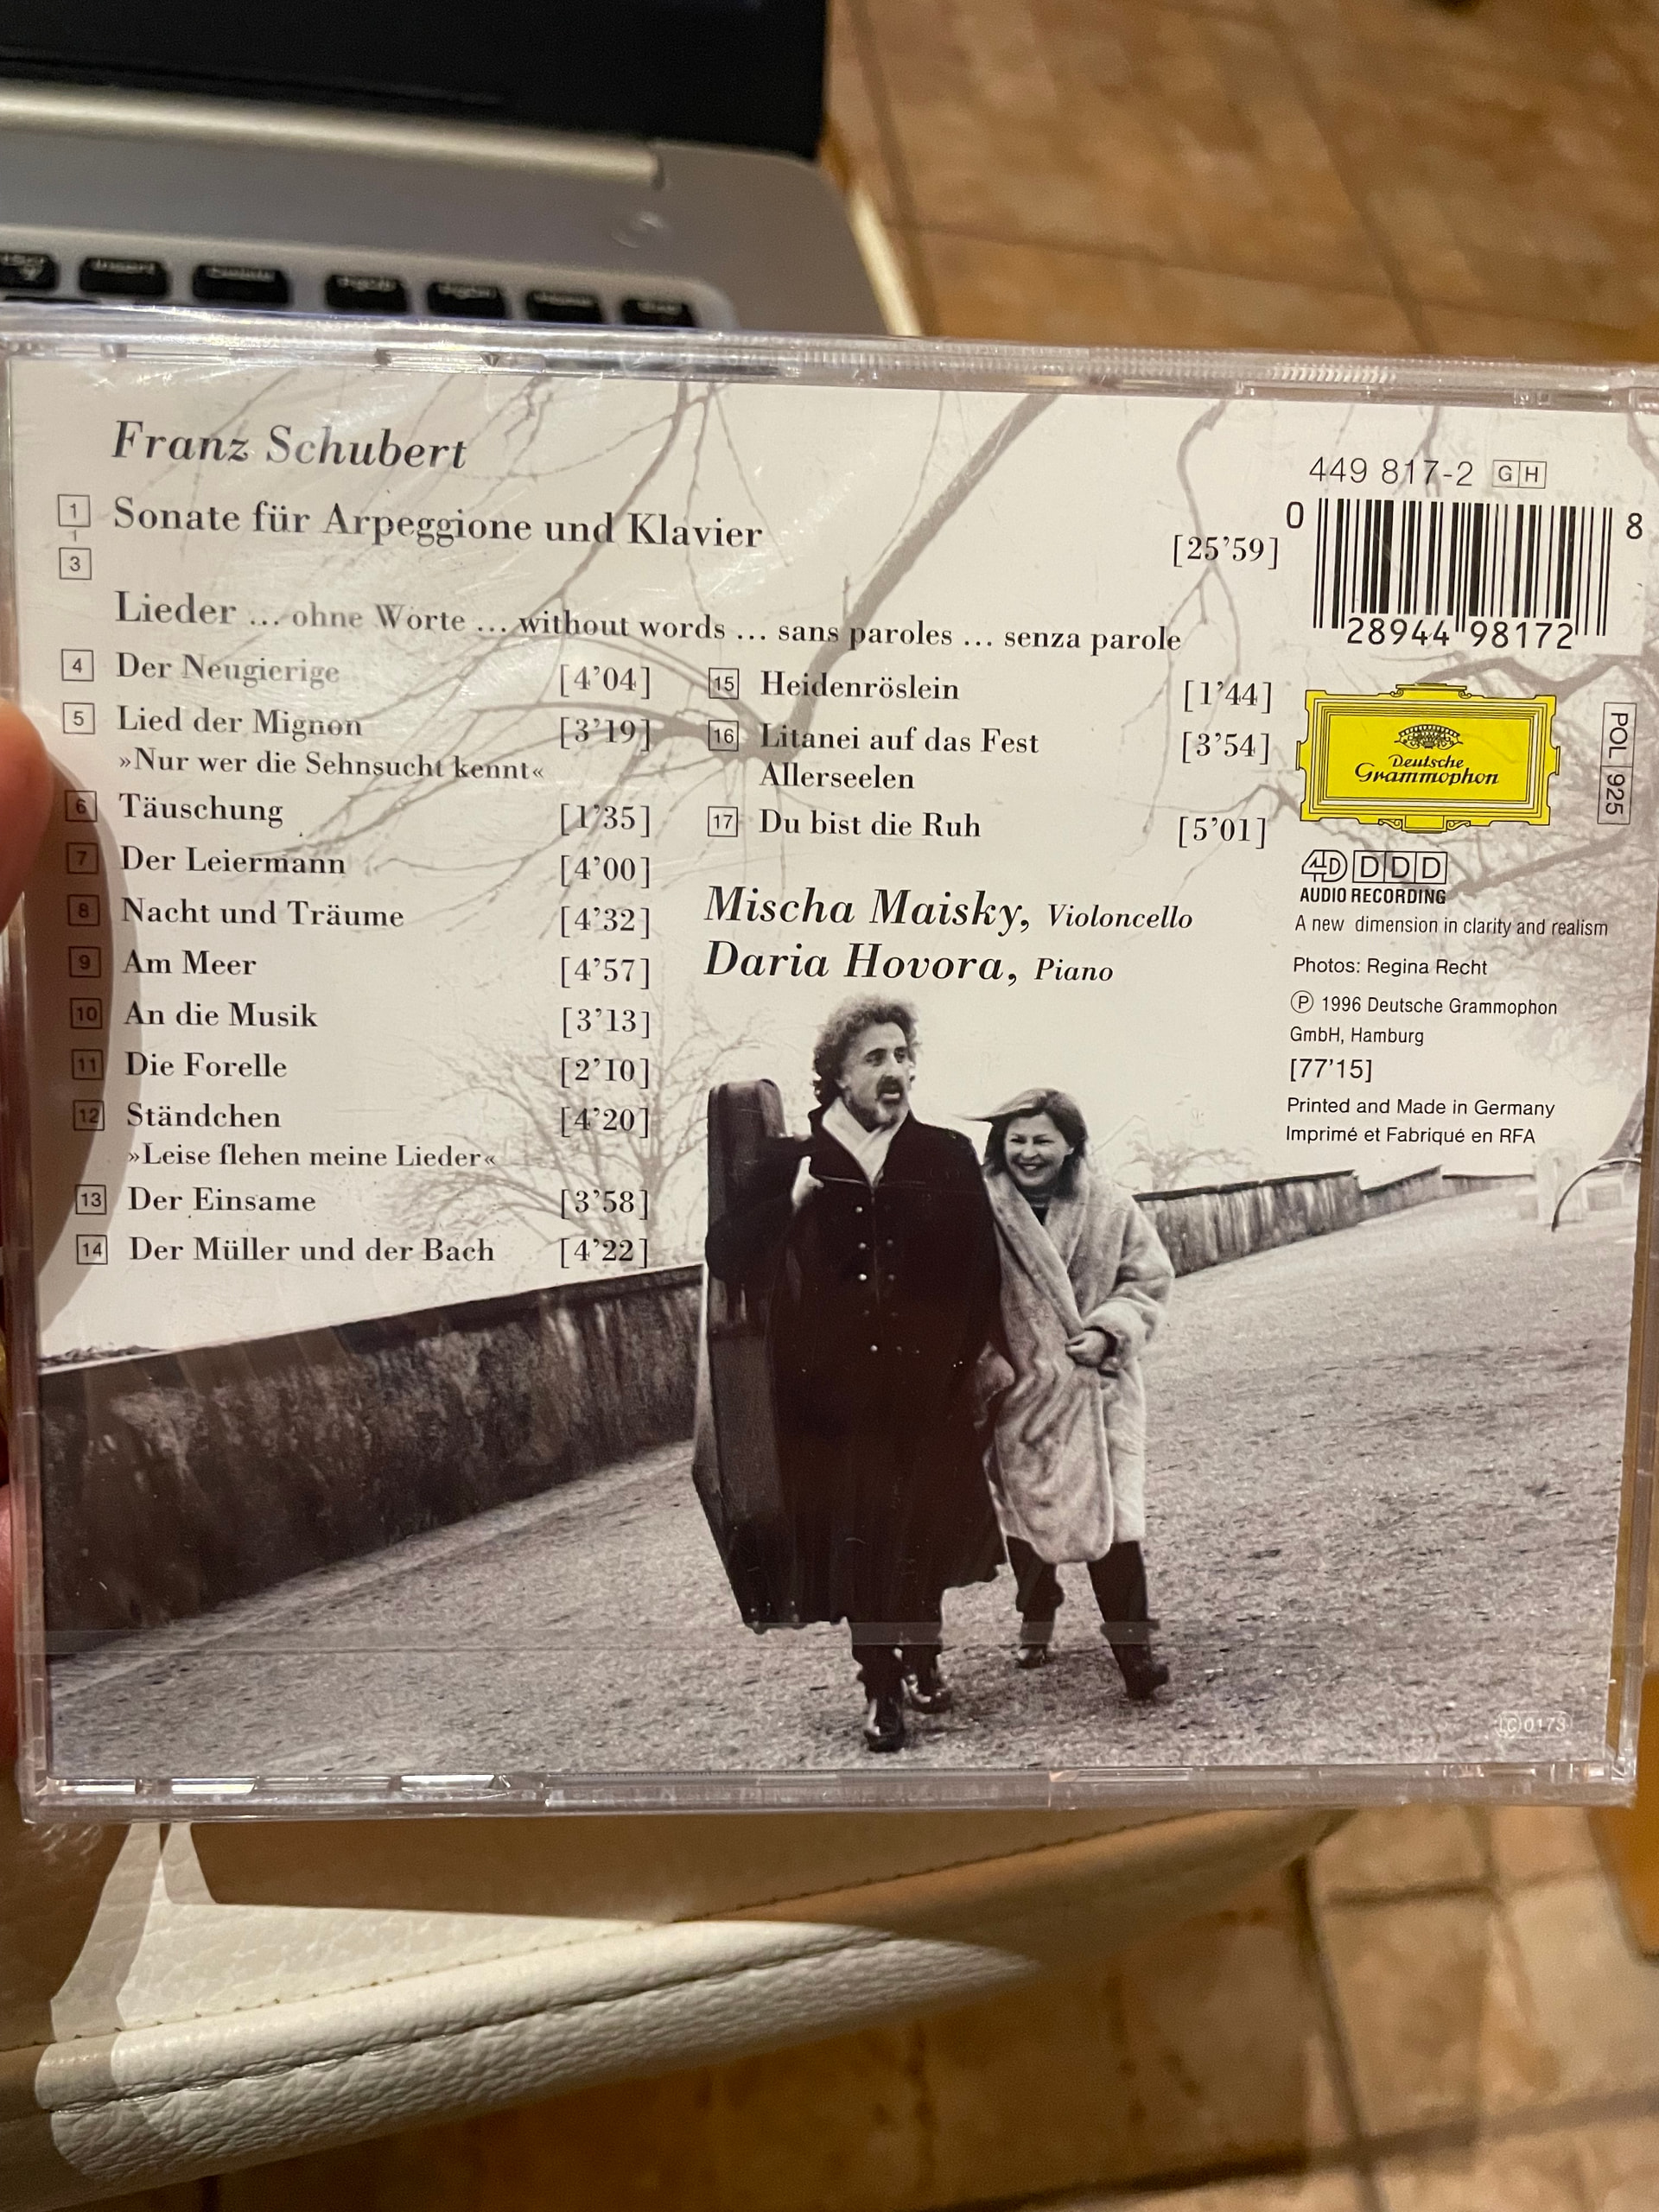 Franz Schubert
1
3
Sonate für Arpeggione und Klavier
[25'59]
Lieder ... ohne Worte ... without words ... sans paroles ... senza parole
4 Der Neugierige [4'04]
5 Lied der Mignon [3'19]
»Nur wer die Sehnsucht kennt«
6 Täuschung [1'35]
7 Der Leiermann [4'00]
8 Nacht und Träume [4'32]
9 Am Meer [4'57]
10 An die Musik [3'13]
11 Die Forelle [2'10]
12 Ständchen [4'20]
»Leise flehen meine Lieder«
13 Der Einsame [3'58]
14 Der Müller und der Bach [4'22]
15 Heidenröslein [1'44]
16 Litanei auf das Fest [3'54]
Allerseelen
17 Du bist die Ruh [5'01]
Mischa Maisky, Violoncello
Daria Hovora, Piano
449 817-2 GH
0 28944 98172 8
Deutsche
Grammophon
POL 925
4D DDD
AUDIO RECORDING
A new dimension in clarity and realism
Photos: Regina Recht
Ⓟ 1996 Deutsche Grammophon
GmbH, Hamburg
[77'15]
Printed and Made in Germany
Imprimé et Fabriqué en RFA
LC 0173